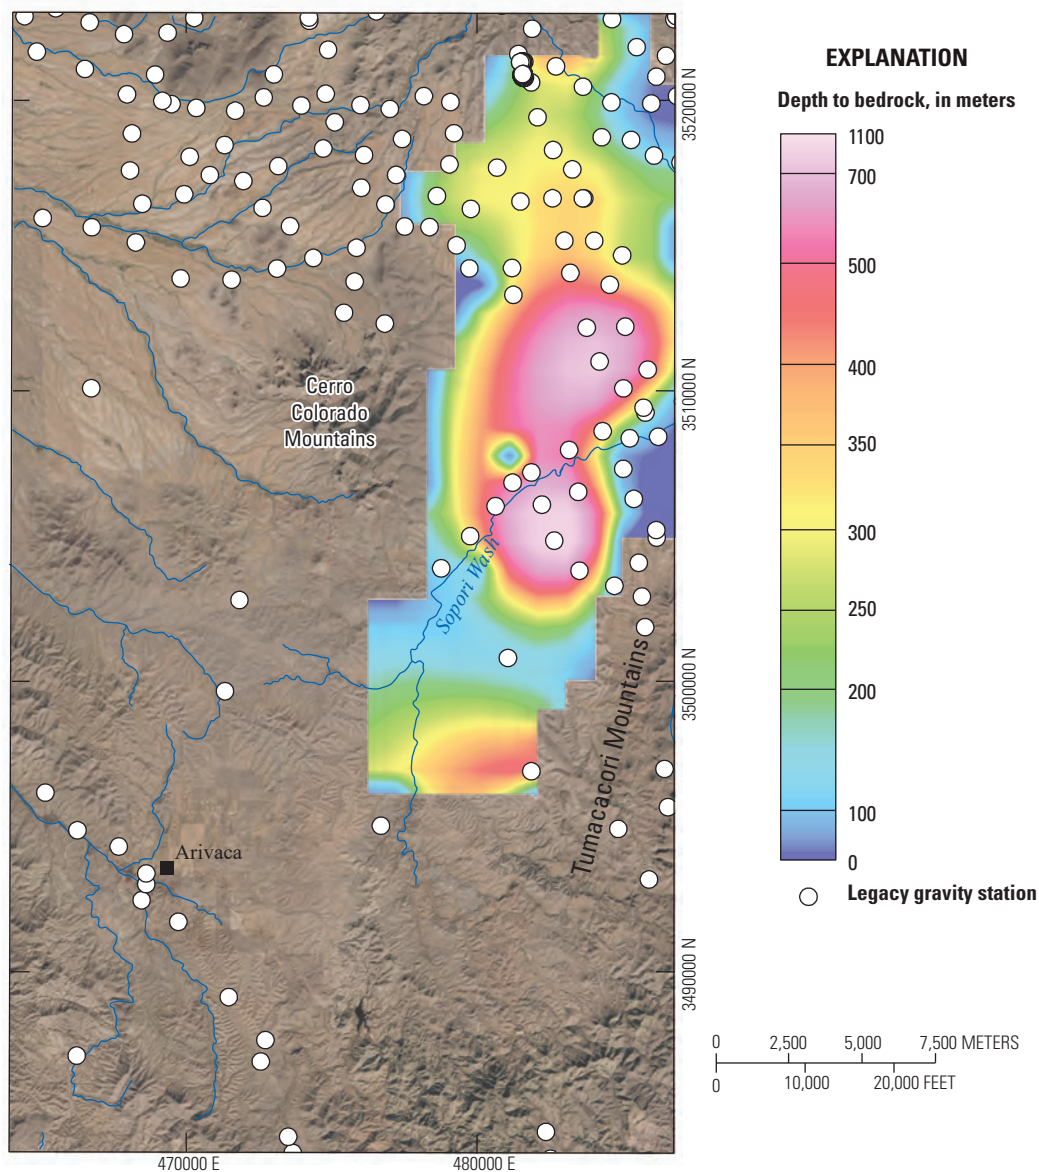 EXPLANATION
Depth to bedrock, in meters
1100
700
500
400
350
300
250
200
100
0
Legacy gravity station
3520000 N
3510000 N
3500000 N
3490000 N
Cerro
Colorado
Mountains
Sopori Wash
Tumacacori Mountains
Arivaca
470000 E
480000 E
0 2,500 5,000 7,500 METERS
0 10,000 20,000 FEET